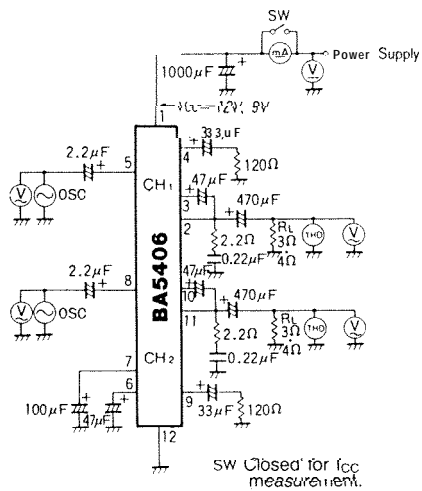 SW
mA
Power Supply
1000μF
V
VCC=12V, 9V
1
2.2μF
5
4
33μF
120Ω
CH1
47μF
3
470μF
2
V
OSC
2.2Ω
0.22μF
RL
3Ω
4Ω
THD
V
BA5406
2.2μF
8
47μF
10
470μF
11
V
OSC
2.2Ω
0.22μF
RL
3Ω
4Ω
THD
V
CH2
7
6
9
100μF
47μF
33μF
120Ω
12
SW Closed for ICC
measurement.